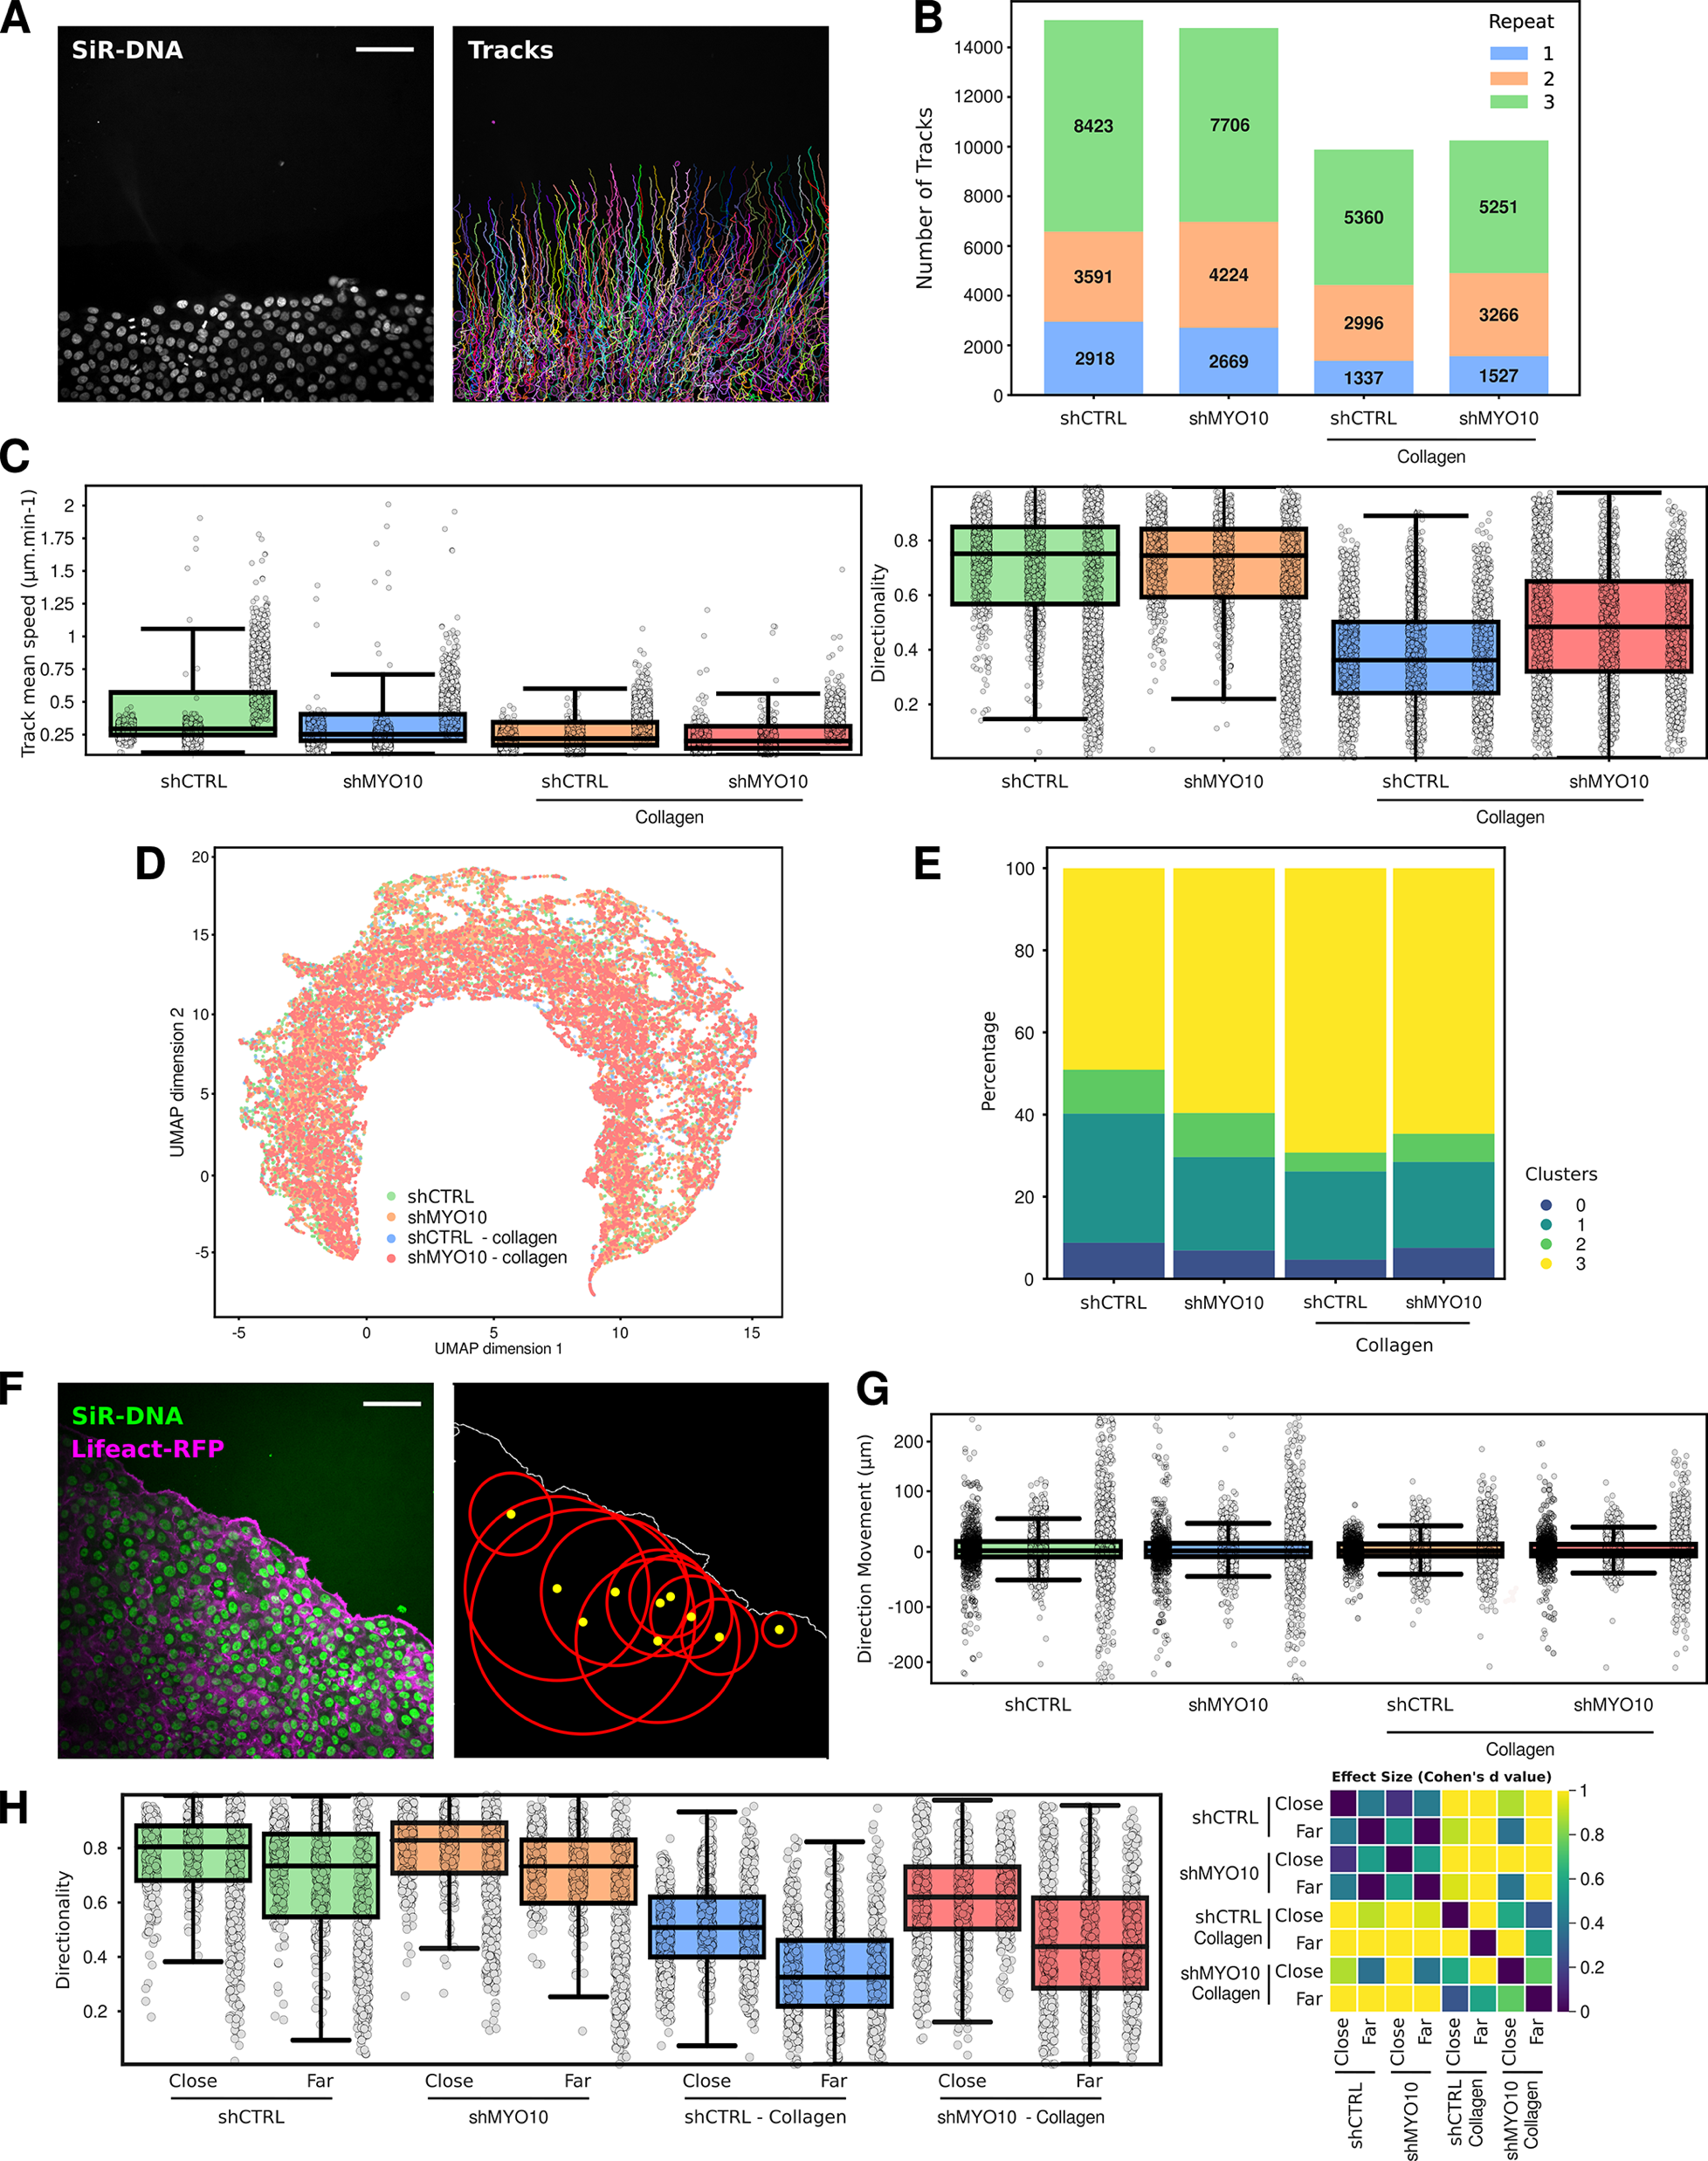 A
SiR-DNA
Tracks
B
Number of Tracks
14000
12000
10000
8000
6000
4000
2000
0
Repeat
1
2
3
8423
7706
5360
5251
3591
4224
2996
3266
2918
2669
1337
1527
shCTRL
shMYO10
shCTRL
shMYO10
Collagen
C
Track mean speed (µm.min-1)
2
1.75
1.5
1.25
1
0.75
0.5
0.25
shCTRL
shMYO10
shCTRL
shMYO10
Collagen
Directionality
0.8
0.6
0.4
0.2
shCTRL
shMYO10
shCTRL
shMYO10
Collagen
D
UMAP dimension 2
20
15
10
5
0
-5
shCTRL
shMYO10
shCTRL - collagen
shMYO10 - collagen
-5
0
5
10
15
UMAP dimension 1
E
Percentage
100
80
60
40
20
0
Clusters
0
1
2
3
shCTRL
shMYO10
shCTRL
shMYO10
Collagen
F
SiR-DNA
Lifeact-RFP
G
Direction Movement (µm)
200
100
0
-100
-200
shCTRL
shMYO10
shCTRL
shMYO10
Collagen
H
Directionality
0.8
0.6
0.4
0.2
Close
Far
Close
Far
Close
Far
Close
Far
shCTRL
shMYO10
shCTRL - Collagen
shMYO10 - Collagen
Effect Size (Cohen's d value)
shCTRL
Close
Far
shMYO10
Close
Far
shCTRL
Collagen
Close
Far
shMYO10
Collagen
Close
Far
1
0.8
0.6
0.4
0.2
0
Close
Far
Close
Far
Close
Far
Close
Far
shCTRL
shMYO10
shCTRL
Collagen
shMYO10
Collagen